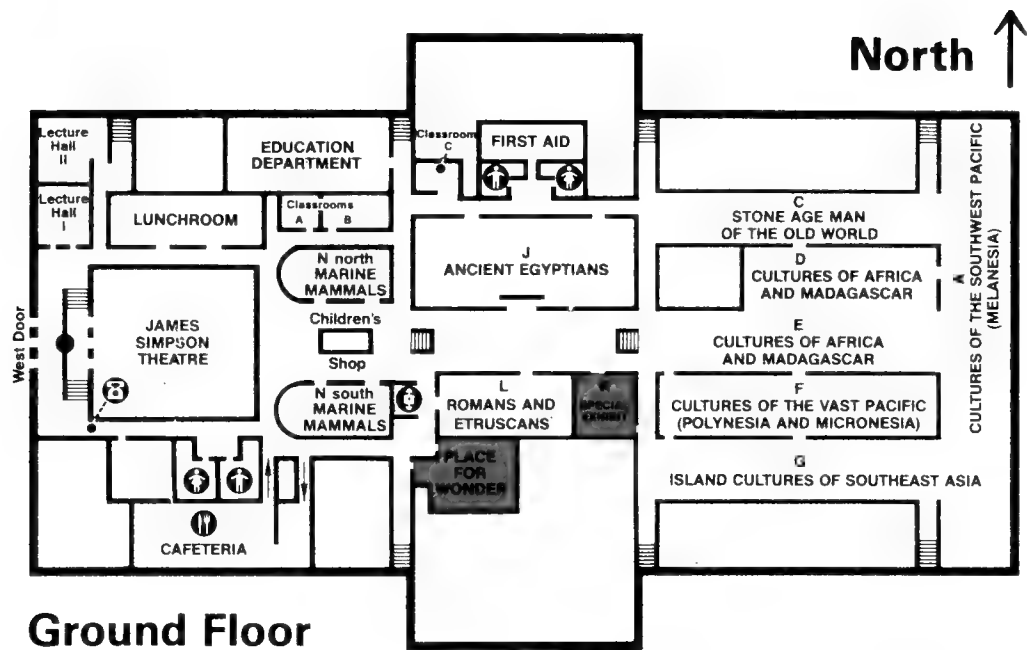 North
Lecture
Hall
II
EDUCATION
DEPARTMENT
Classroom
C
FIRST AID
Lecture
Hall
I
LUNCHROOM
Classrooms
A B
C
STONE AGE MAN
OF THE OLD WORLD
N north
MARINE
MAMMALS
J
ANCIENT EGYPTIANS
D
CULTURES OF AFRICA
AND MADAGASCAR
A
CULTURES OF THE SOUTHWEST PACIFIC
(MELANESIA)
West Door
JAMES
SIMPSON
THEATRE
Children's
Shop
E
CULTURES OF AFRICA
AND MADAGASCAR
N south
MARINE
MAMMALS
L
ROMANS AND
ETRUSCANS
SPECIAL
EXHIBIT
F
CULTURES OF THE VAST PACIFIC
(POLYNESIA AND MICRONESIA)
PLACE
FOR
WONDER
G
ISLAND CULTURES OF SOUTHEAST ASIA
CAFETERIA
Ground Floor